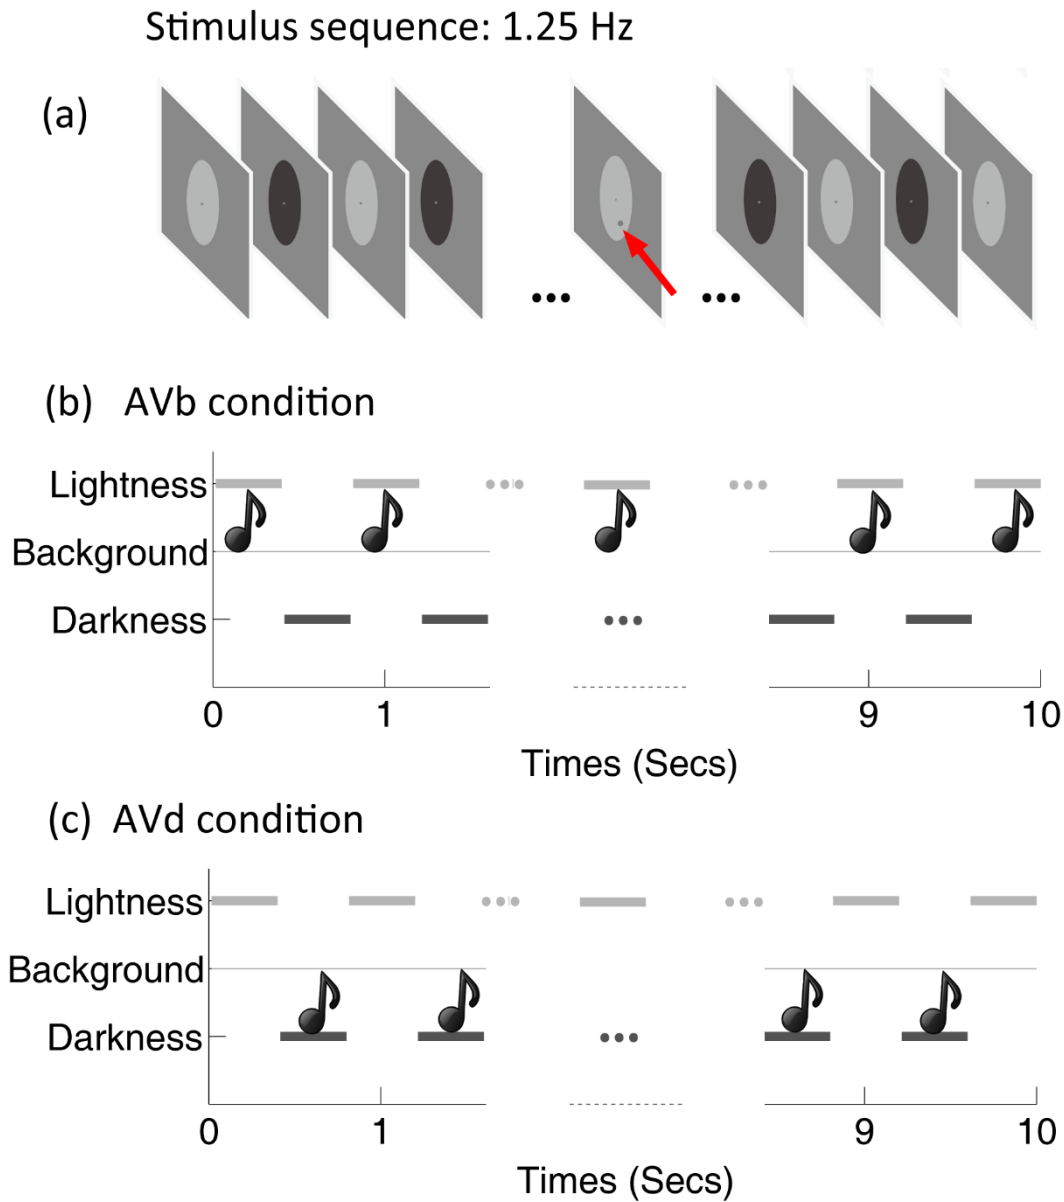 Stimulus sequence: 1.25 Hz
(a)
...
...
(b) AVb condition
Lightness
...
...
Background
Darkness
...
0 1 9 10
Times (Secs)
(c) AVd condition
Lightness
...
...
Background
Darkness
...
0 1 9 10
Times (Secs)